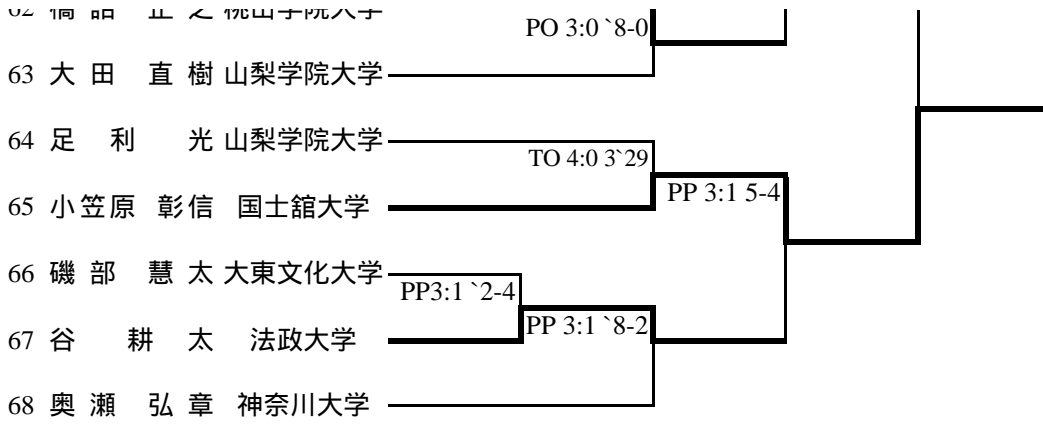 PO 3:0 `8-0
63 大田 直樹 山梨学院大学
64 足利 光 山梨学院大学
TO 4:0 3`29
65 小笠原 彰信 国士舘大学
PP 3:1 5-4
66 磯部 慧太 大東文化大学
PP3:1 `2-4
67 谷 耕太 法政大学
PP 3:1 `8-2
68 奥瀬 弘章 神奈川大学